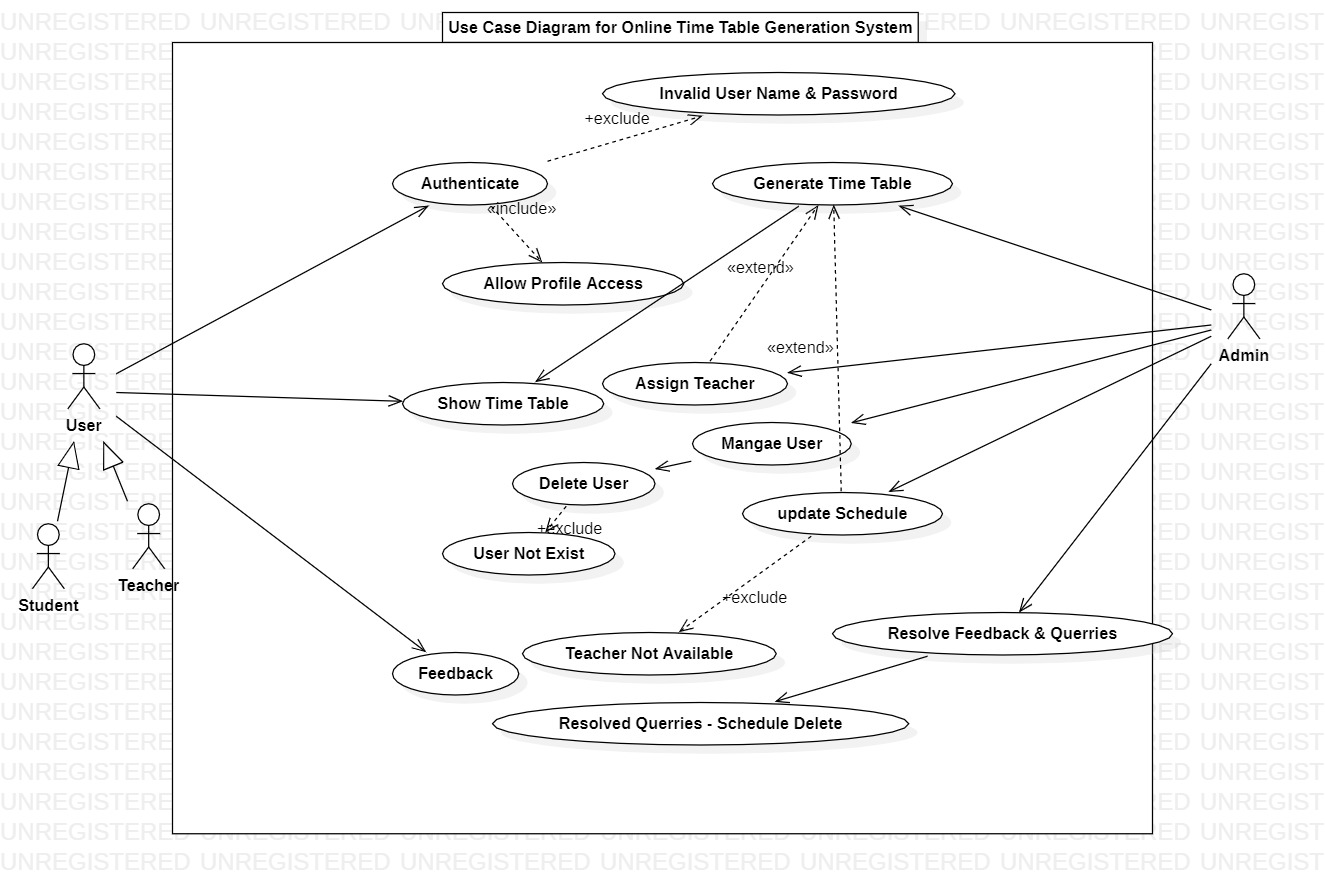 Use Case Diagram for Online Time Table Generation System
Invalid User Name & Password
+exclude
Authenticate
Generate Time Table
«include»
«extend»
Allow Profile Access
«extend»
Admin
Assign Teacher
Show Time Table
User
Mangae User
Delete User
update Schedule
+exclude
User Not Exist
Teacher
Student
+exclude
Resolve Feedback & Querries
Teacher Not Available
Feedback
Resolved Querries - Schedule Delete
UNREGISTERED UNREGISTERED UNREGISTERED UNREGISTERED UNREGISTERED UNREGISTERED UNREGIST